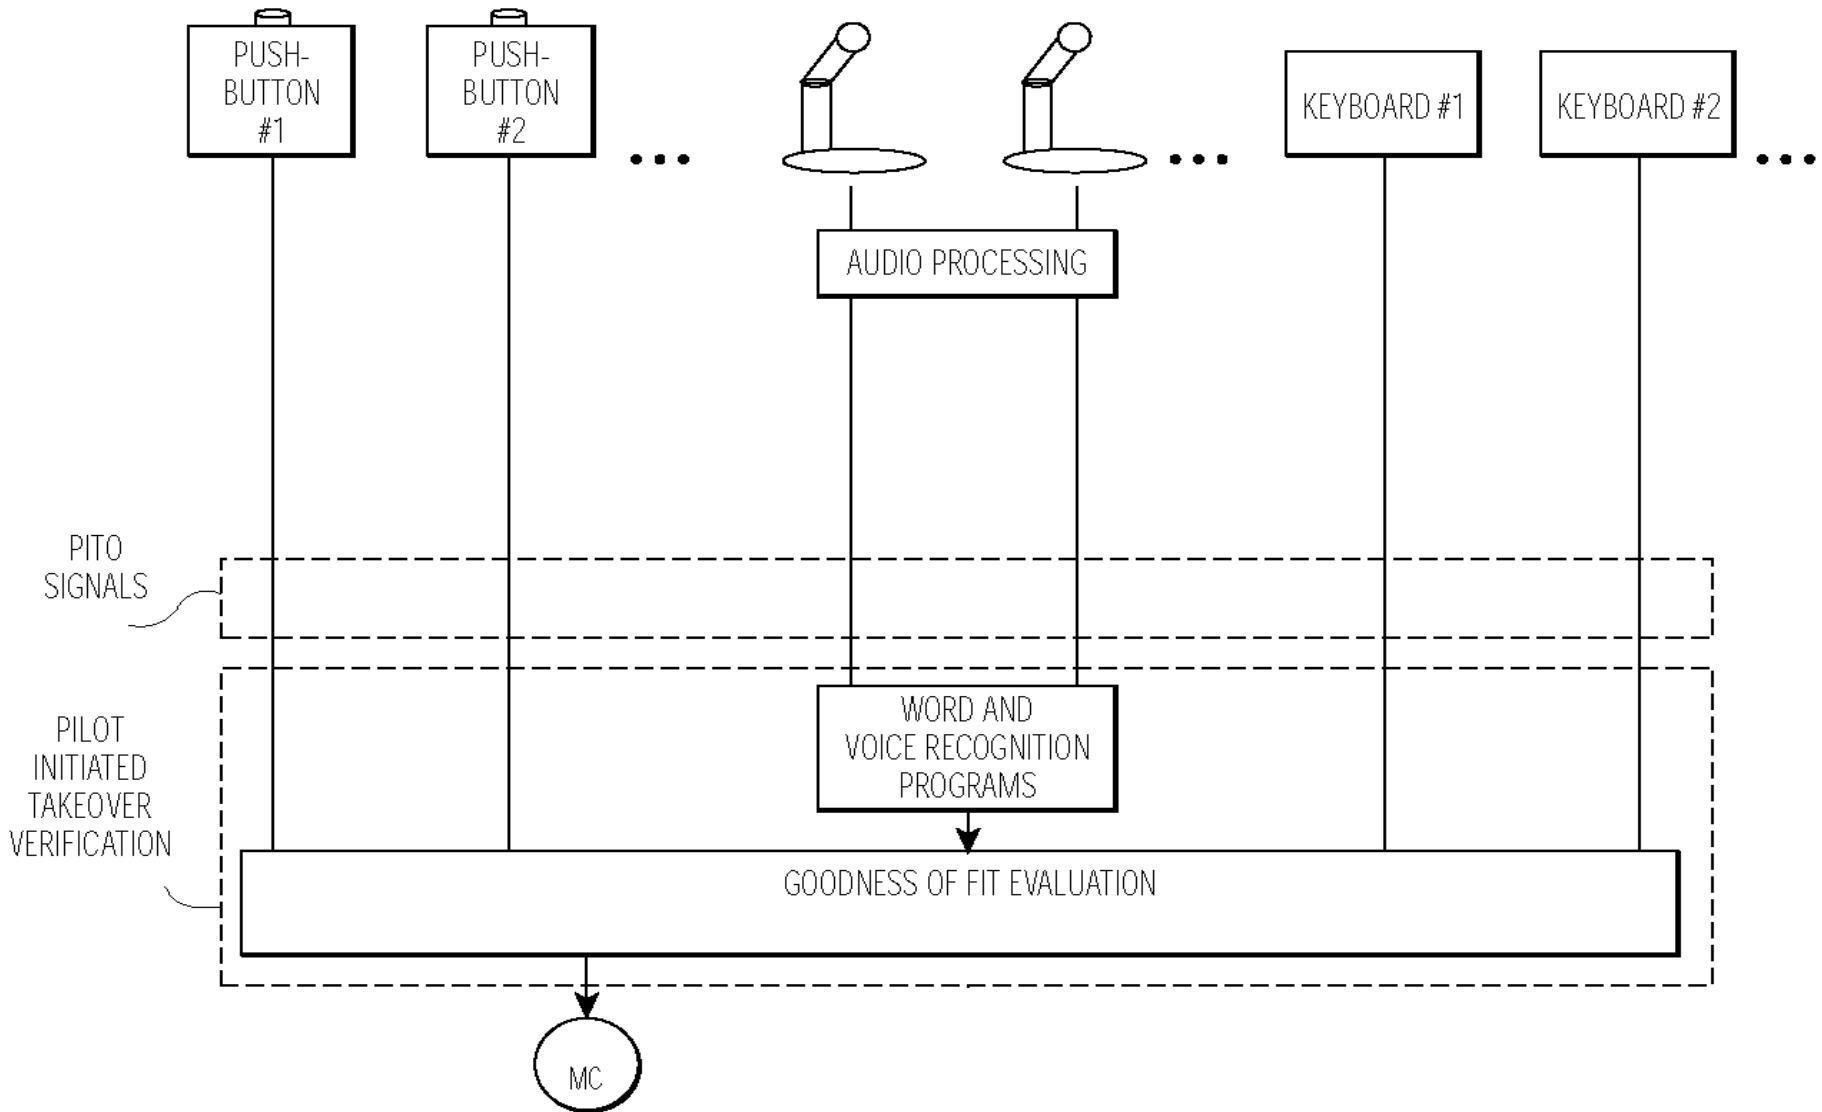 PUSH-
BUTTON
#1
PUSH-
BUTTON
#2
KEYBOARD #1
KEYBOARD #2
AUDIO PROCESSING
PITO
SIGNALS
WORD AND
VOICE RECOGNITION
PROGRAMS
PILOT
INITIATED
TAKEOVER
VERIFICATION
GOODNESS OF FIT EVALUATION
MC